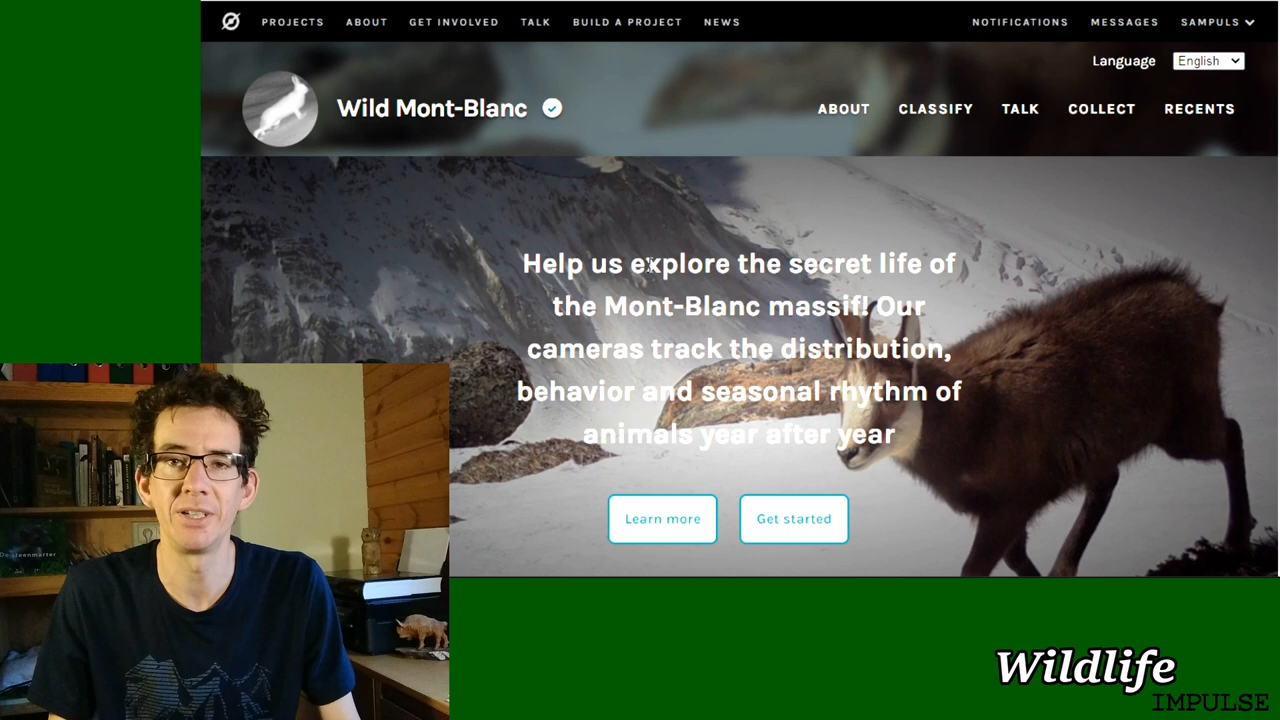 PROJECTS ABOUT GET INVOLVED TALK BUILD A PROJECT NEWS NOTIFICATIONS MESSAGES SAMPULS
Language English
Wild Mont-Blanc ABOUT CLASSIFY TALK COLLECT RECENTS
Help us explore the secret life of
the Mont-Blanc massif! Our
cameras track the distribution,
behavior and seasonal rhythm of
animals year after year
Learn more Get started
De steenmarter
Wildlife
IMPULSE